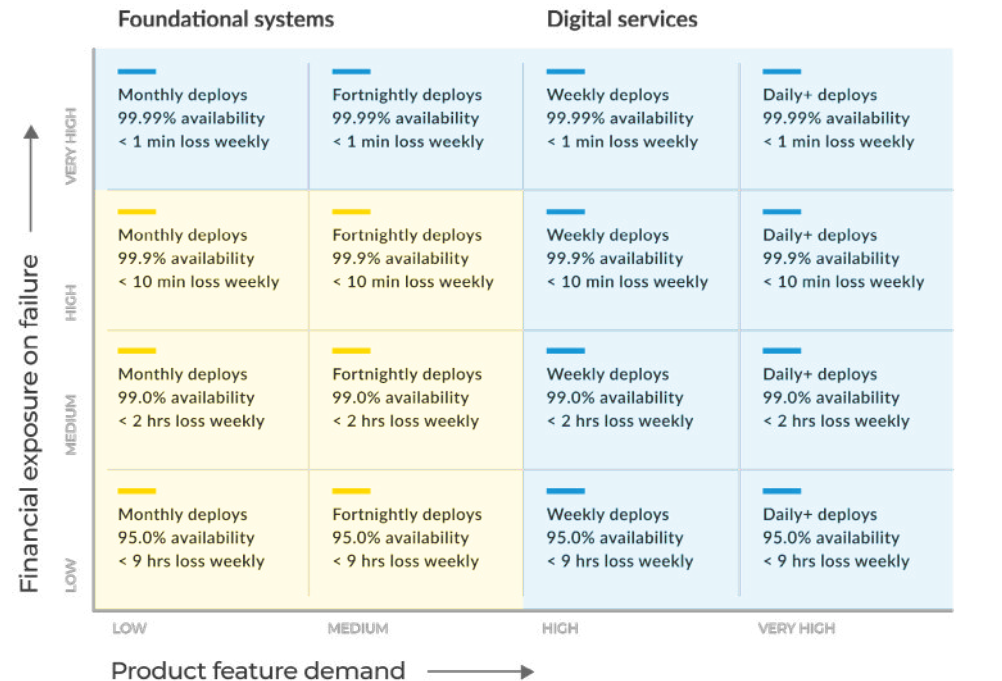 Foundational systems
Digital services
Financial exposure on failure
VERY HIGH
Monthly deploys
99.99% availability
< 1 min loss weekly
Fortnightly deploys
99.99% availability
< 1 min loss weekly
Weekly deploys
99.99% availability
< 1 min loss weekly
Daily+ deploys
99.99% availability
< 1 min loss weekly
HIGH
Monthly deploys
99.9% availability
< 10 min loss weekly
Fortnightly deploys
99.9% availability
< 10 min loss weekly
Weekly deploys
99.9% availability
< 10 min loss weekly
Daily+ deploys
99.9% availability
< 10 min loss weekly
MEDIUM
Monthly deploys
99.0% availability
< 2 hrs loss weekly
Fortnightly deploys
99.0% availability
< 2 hrs loss weekly
Weekly deploys
99.0% availability
< 2 hrs loss weekly
Daily+ deploys
99.0% availability
< 2 hrs loss weekly
LOW
Monthly deploys
95.0% availability
< 9 hrs loss weekly
Fortnightly deploys
95.0% availability
< 9 hrs loss weekly
Weekly deploys
95.0% availability
< 9 hrs loss weekly
Daily+ deploys
95.0% availability
< 9 hrs loss weekly
LOW
MEDIUM
HIGH
VERY HIGH
Product feature demand